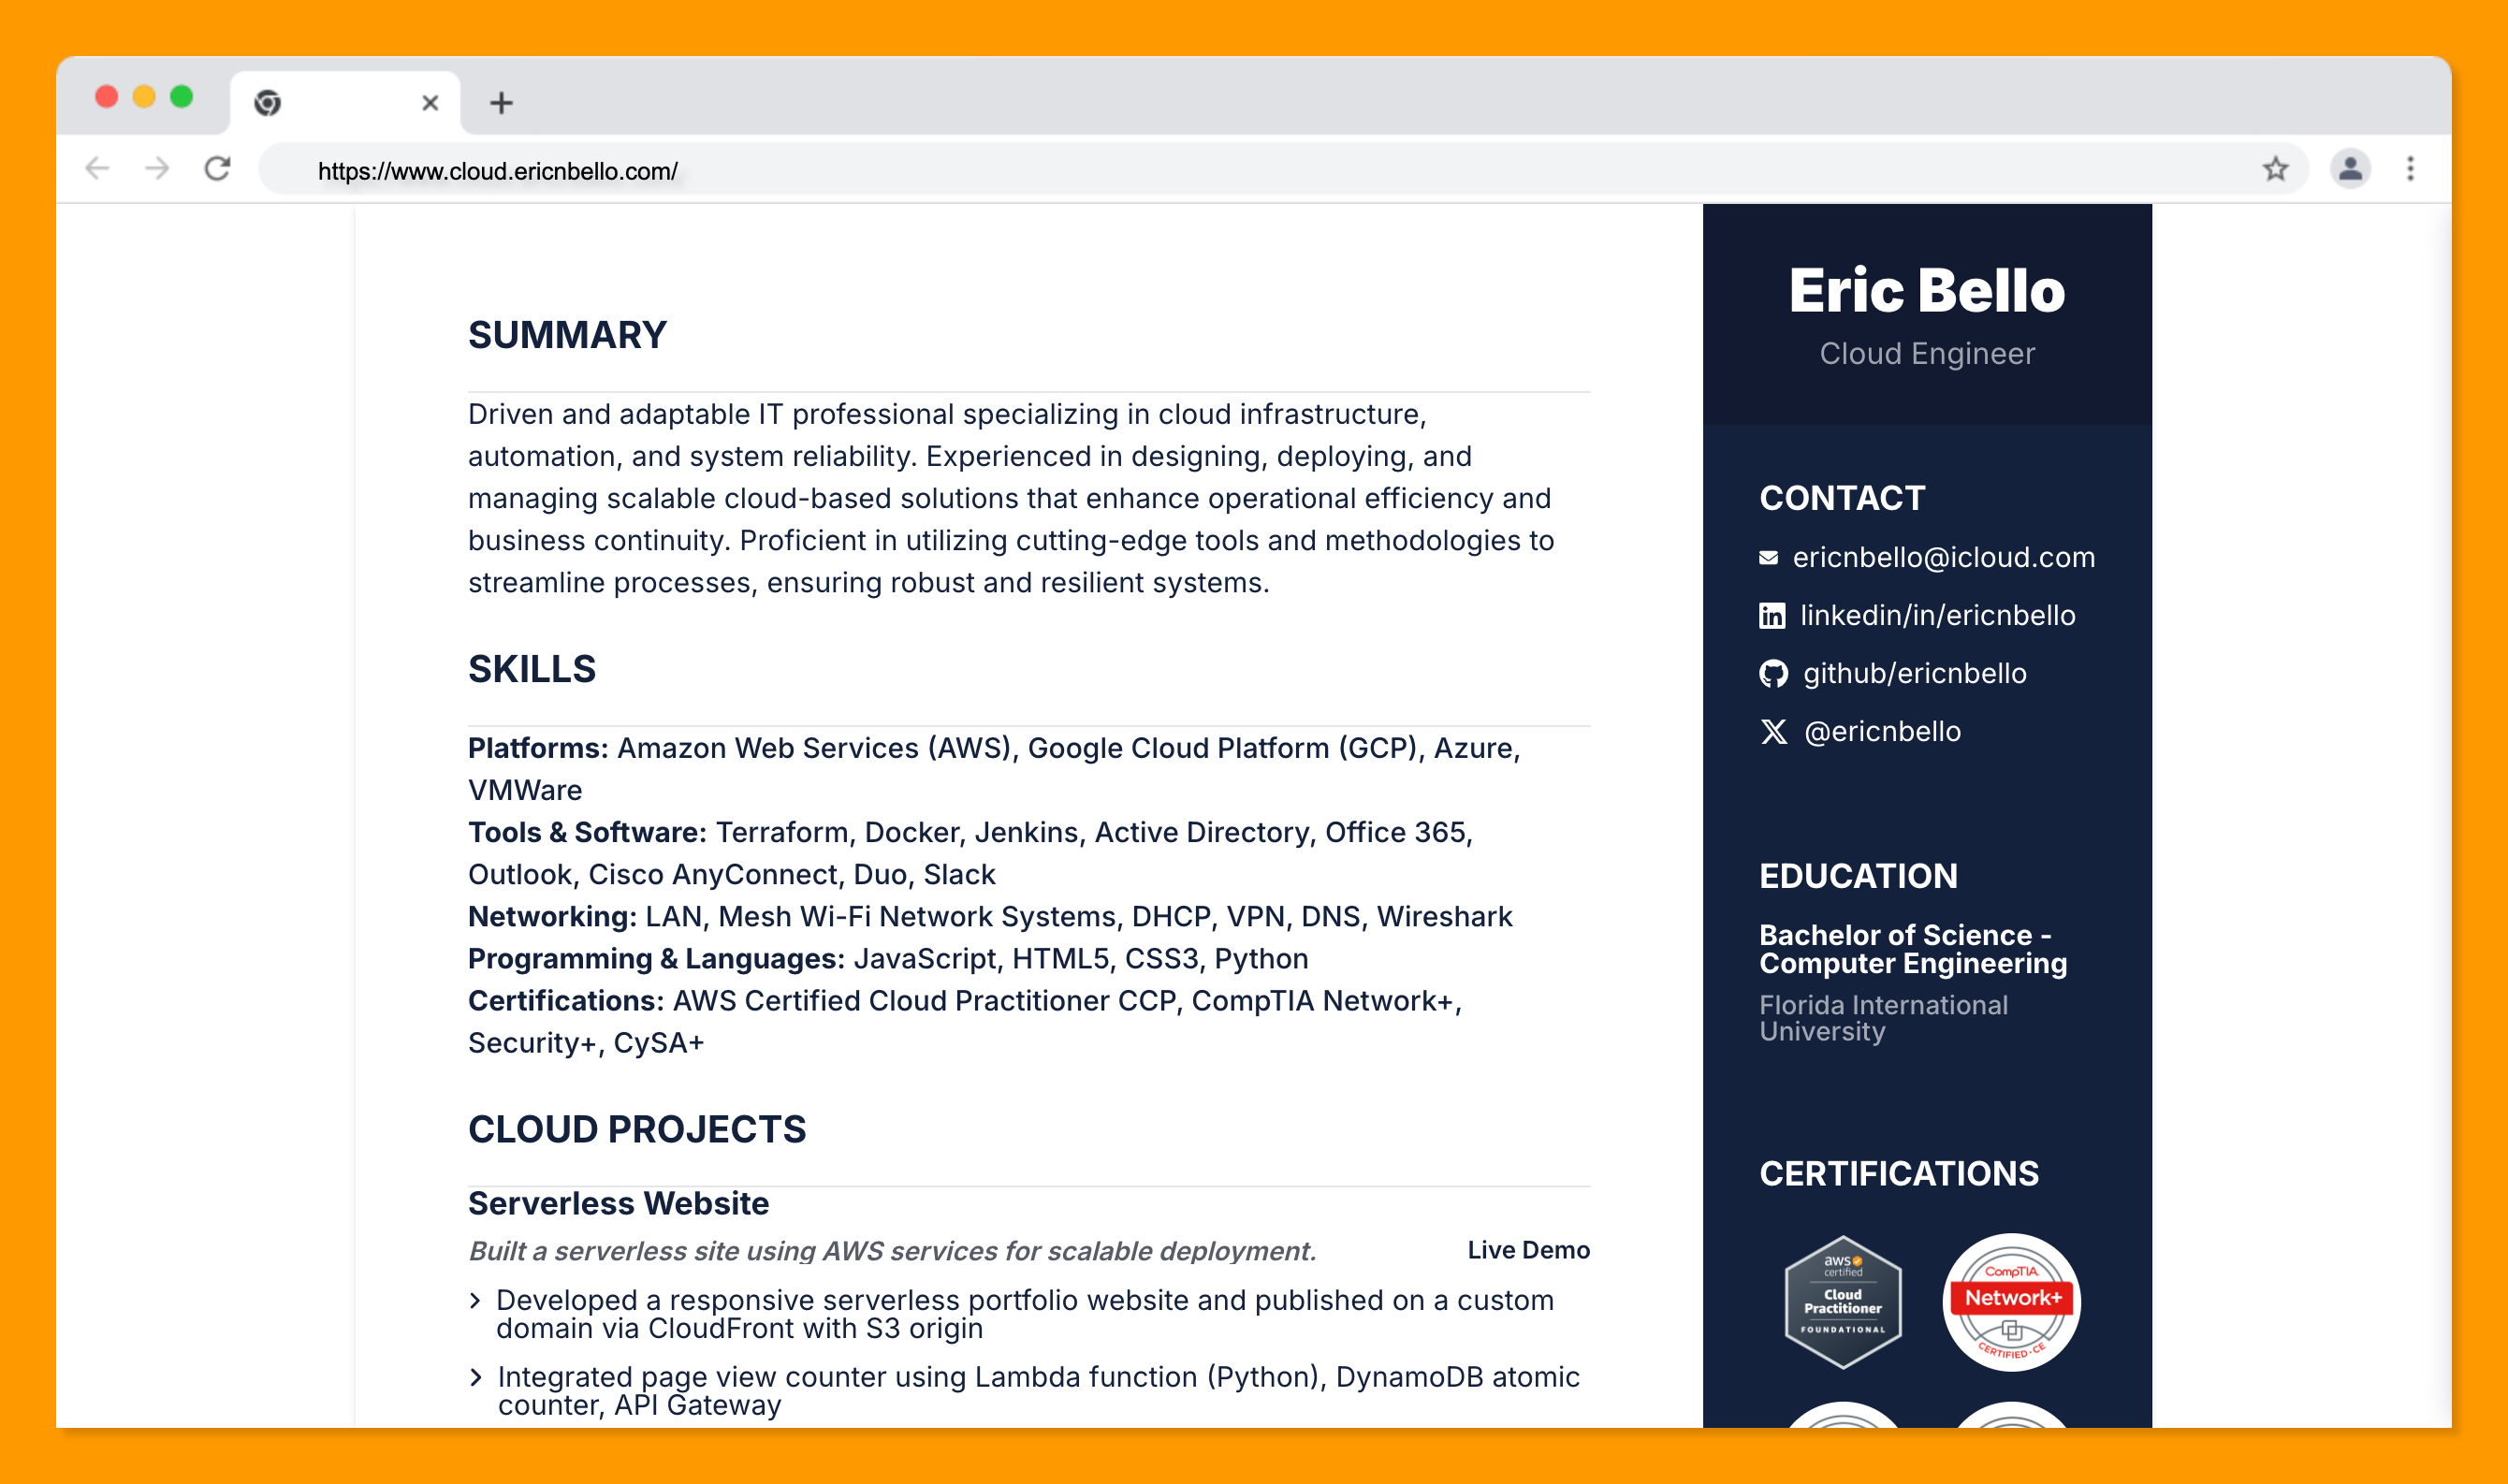 https://www.cloud.ericnbello.com/
SUMMARY
Driven and adaptable IT professional specializing in cloud infrastructure,
automation, and system reliability. Experienced in designing, deploying, and
managing scalable cloud-based solutions that enhance operational efficiency and
business continuity. Proficient in utilizing cutting-edge tools and methodologies to
streamline processes, ensuring robust and resilient systems.
SKILLS
Platforms: Amazon Web Services (AWS), Google Cloud Platform (GCP), Azure,
VMWare
Tools & Software: Terraform, Docker, Jenkins, Active Directory, Office 365,
Outlook, Cisco AnyConnect, Duo, Slack
Networking: LAN, Mesh Wi-Fi Network Systems, DHCP, VPN, DNS, Wireshark
Programming & Languages: JavaScript, HTML5, CSS3, Python
Certifications: AWS Certified Cloud Practitioner CCP, CompTIA Network+,
Security+, CySA+
CLOUD PROJECTS
Serverless Website
Built a serverless site using AWS services for scalable deployment.
Live Demo
Developed a responsive serverless portfolio website and published on a custom
domain via CloudFront with S3 origin
Integrated page view counter using Lambda function (Python), DynamoDB atomic
counter, API Gateway
Eric Bello
Cloud Engineer
CONTACT
ericnbello@icloud.com
linkedin/in/ericnbello
github/ericnbello
@ericnbello
EDUCATION
Bachelor of Science -
Computer Engineering
Florida International
University
CERTIFICATIONS
aws
certified
Cloud
Practitioner
FOUNDATIONAL
CompTIA
Network+
CERTIFIED•CE